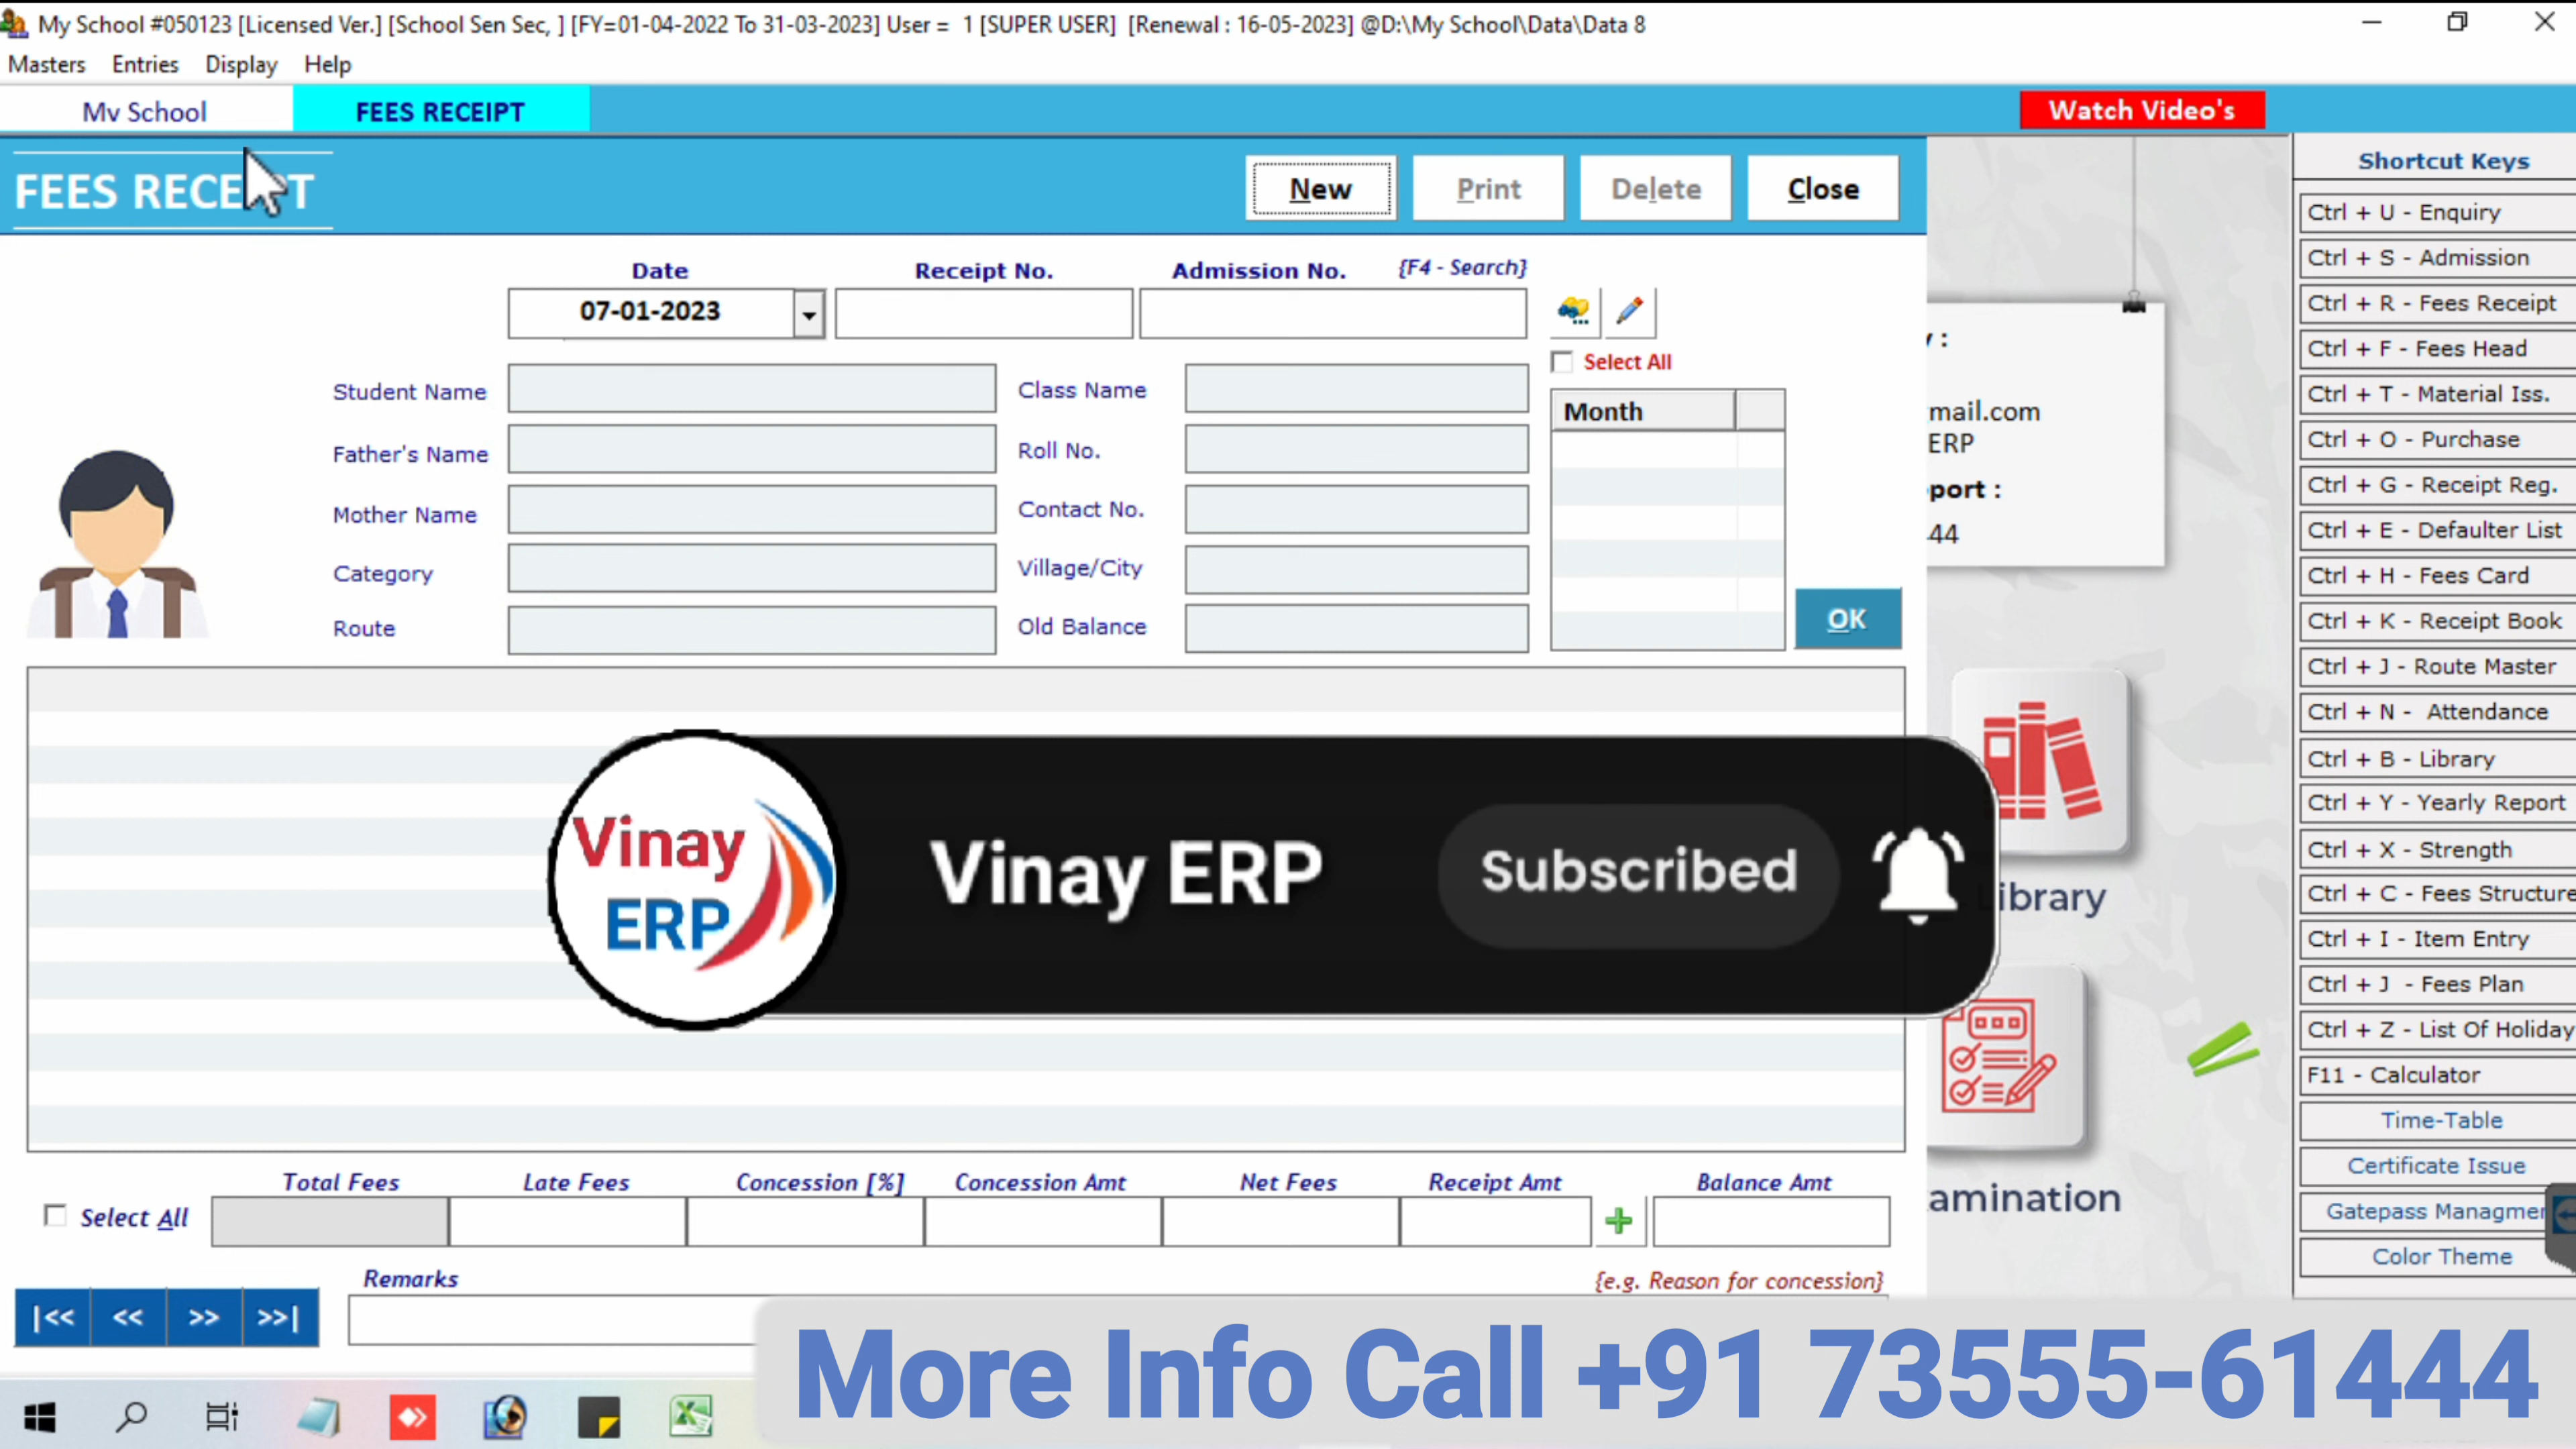 My School #050123 [Licensed Ver.] [School Sen Sec, ] [FY=01-04-2022 To 31-03-2023] User = 1 [SUPER USER] [Renewal : 16-05-2023] @D:\My School\Data\Data 8
Masters Entries Display Help
My School FEES RECEIPT Watch Video's
FEES RECEIPT New Print Delete Close
Date Receipt No. Admission No. {F4 - Search}
07-01-2023
Select All
Student Name Class Name Month
Father's Name Roll No.
Mother Name Contact No.
Category Village/City
Route Old Balance OK
y :
mail.com
ERP
port :
44
Shortcut Keys
Ctrl + U - Enquiry
Ctrl + S - Admission
Ctrl + R - Fees Receipt
Ctrl + F - Fees Head
Ctrl + T - Material Iss.
Ctrl + O - Purchase
Ctrl + G - Receipt Reg.
Ctrl + E - Defaulter List
Ctrl + H - Fees Card
Ctrl + K - Receipt Book
Ctrl + J - Route Master
Ctrl + N - Attendance
Ctrl + B - Library
Ctrl + Y - Yearly Report
Ctrl + X - Strength
Ctrl + C - Fees Structure
Ctrl + I - Item Entry
Ctrl + J - Fees Plan
Ctrl + Z - List Of Holiday
F11 - Calculator
Time-Table
Certificate Issue
Gatepass Managmen
Color Theme
Vinay
ERP
Vinay ERP Subscribed
Library
amination
Total Fees Late Fees Concession [%] Concession Amt Net Fees Receipt Amt Balance Amt
Select All
Remarks {e.g. Reason for concession}
|<< << >> >>|
More Info Call +91 73555-61444